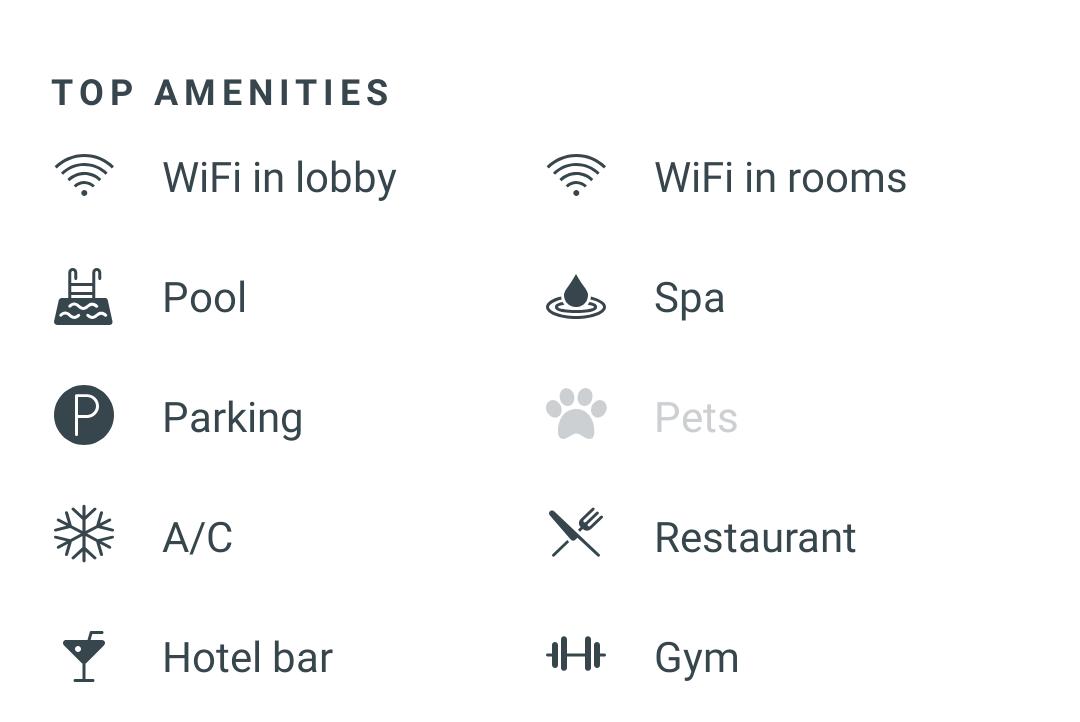 TOP AMENITIES
WiFi in lobby
WiFi in rooms
Pool
Spa
P
Parking
Pets
A/C
Restaurant
Hotel bar
Gym